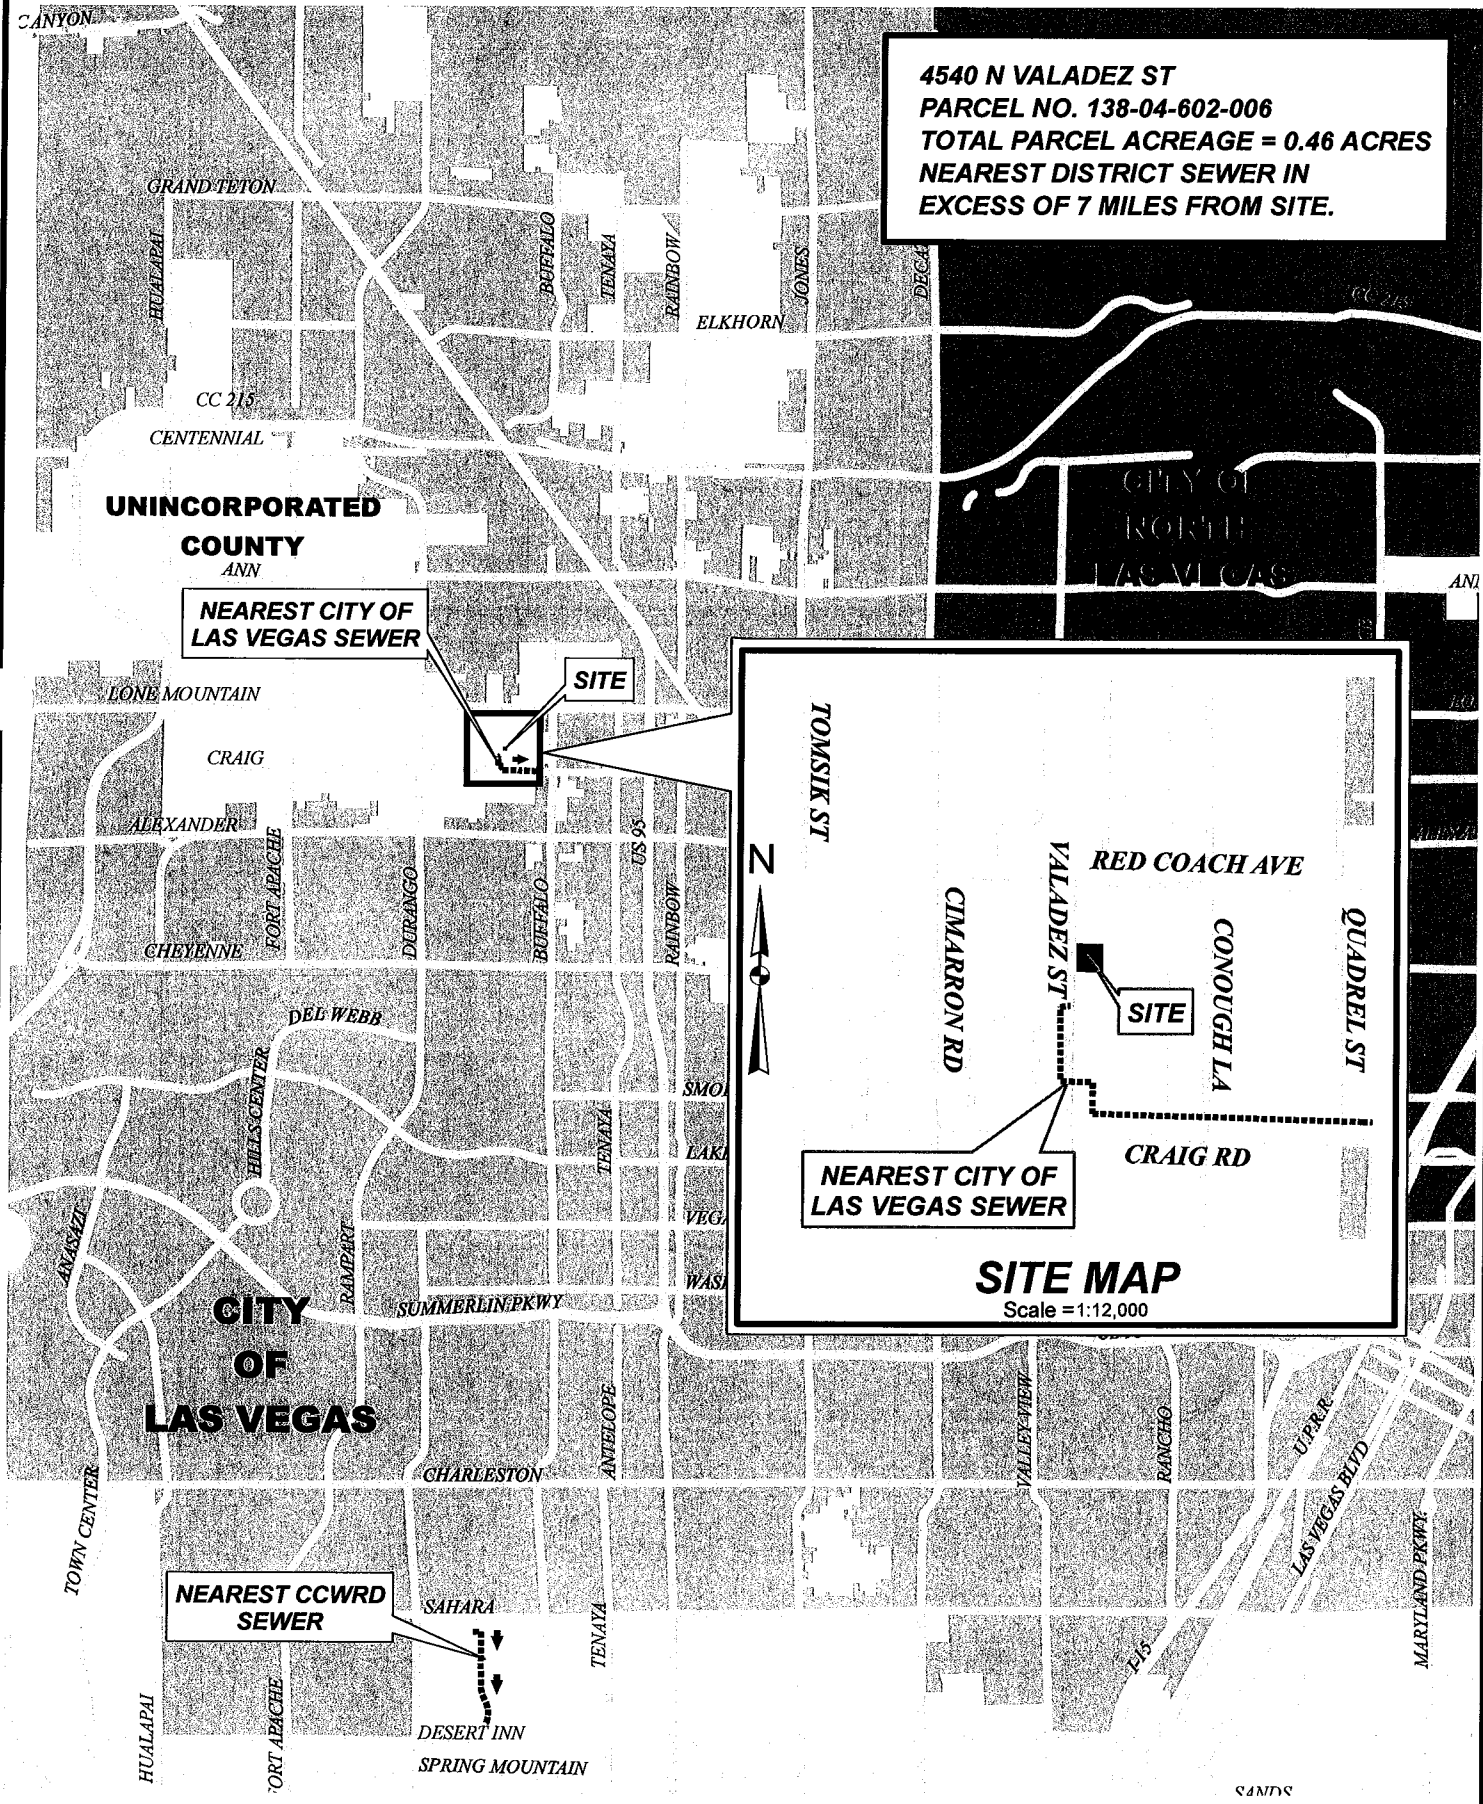 CANYON
4540 N VALADEZ ST
PARCEL NO. 138-04-602-006
TOTAL PARCEL ACREAGE = 0.46 ACRES
NEAREST DISTRICT SEWER IN
EXCESS OF 7 MILES FROM SITE.
GRAND TETON
HUALAPAI
BUFFALO
TENAYA
RAINBOW
JONES
DECA
CC 215
ELKHORN
CC 215
CENTENNIAL
CITY OF
NORTH
LAS VEGAS
UNINCORPORATED
COUNTY
ANN
ANN
NEAREST CITY OF
LAS VEGAS SEWER
SITE
LONE MOUNTAIN
CRAIG
ALEXANDER
FORT APACHE
DURANGO
BUFFALO
US 95
RAINBOW
CHEYENNE
DEL WEBB
HILLS CENTER
SMO
TENAYA
LAKE
VEGA
ANASAZI
RAMPART
WASH
SUMMERLIN PKWY
CITY
OF
LAS VEGAS
TOMSIK ST
N
VALADEZ ST
RED COACH AVE
CIMARRON RD
CONOUGH LA
QUADREL ST
SITE
CRAIG RD
NEAREST CITY OF
LAS VEGAS SEWER
SITE MAP
Scale =1:12,000
ANTELOPE
VALLEY VIEW
RANCHO
U.P.R.R.
LAS VEGAS BLVD
MARYLAND PKWY
CHARLESTON
TOWN CENTER
NEAREST CCWRD
SEWER
SAHARA
TENAYA
I-15
HUALAPAI
FORT APACHE
DESERT INN
SPRING MOUNTAIN
SANDS